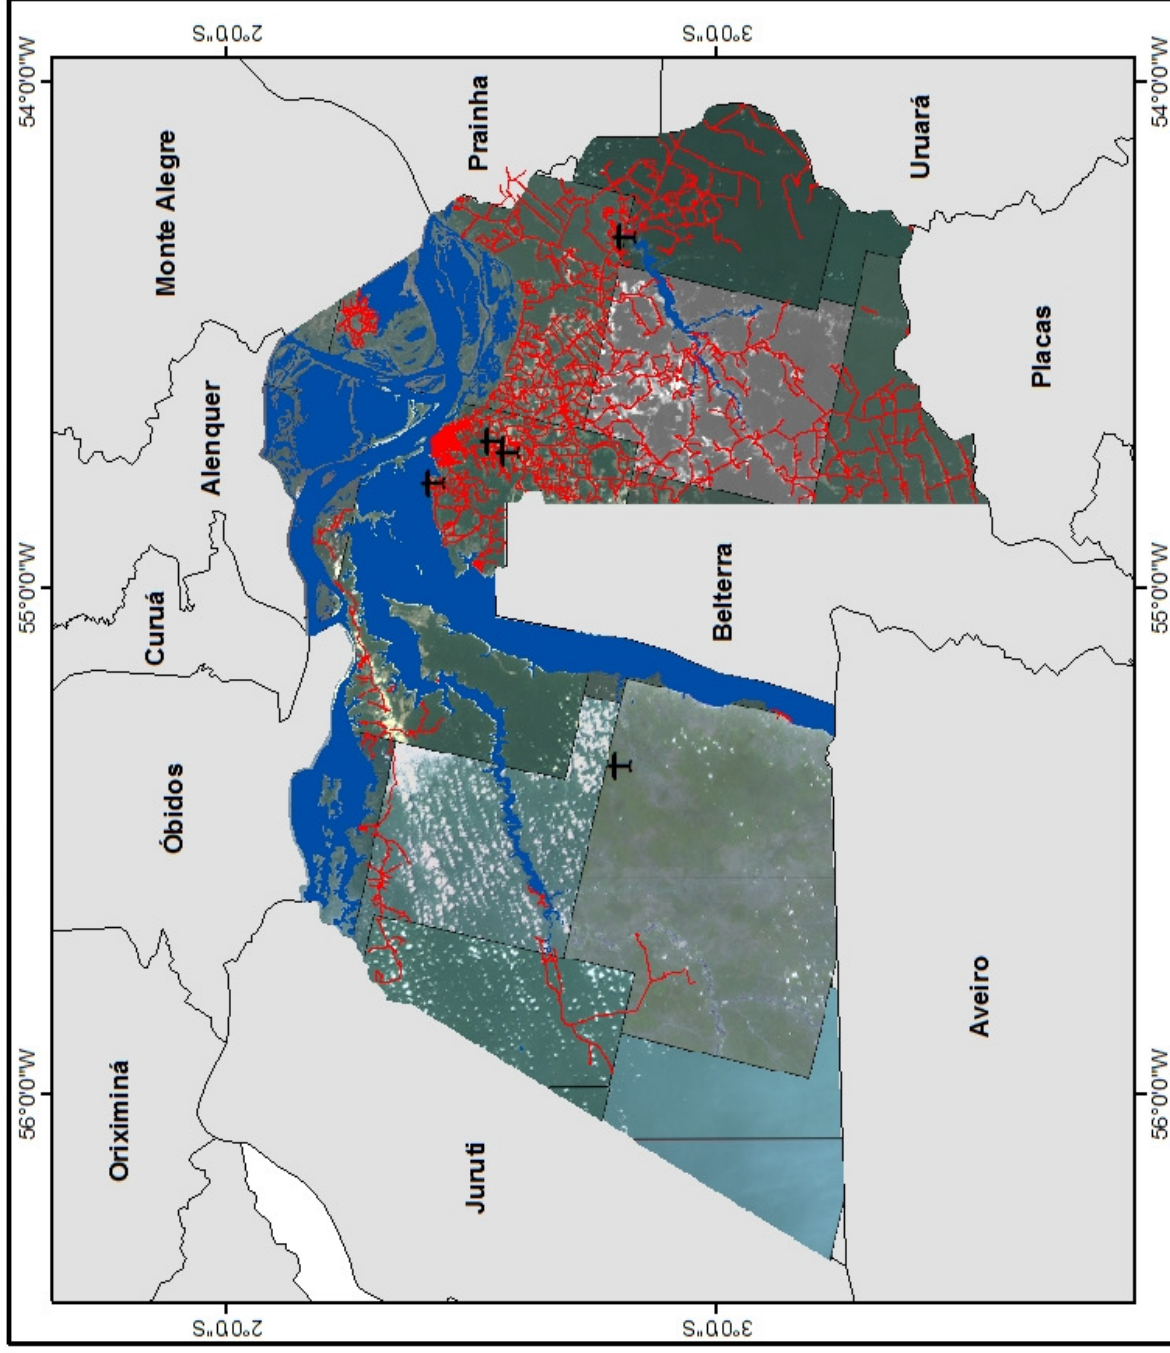 56°0'0"W
55°0'0"W
54°0'0"W
Oriximiná
Curuá
Monte Alegre
Óbidos
Alenquer
2°0'0"S
2°0'0"S
Juruti
Prainha
3°0'0"S
3°0'0"S
Belterra
Uruará
Aveiro
Placas
56°0'0"W
55°0'0"W
54°0'0"W